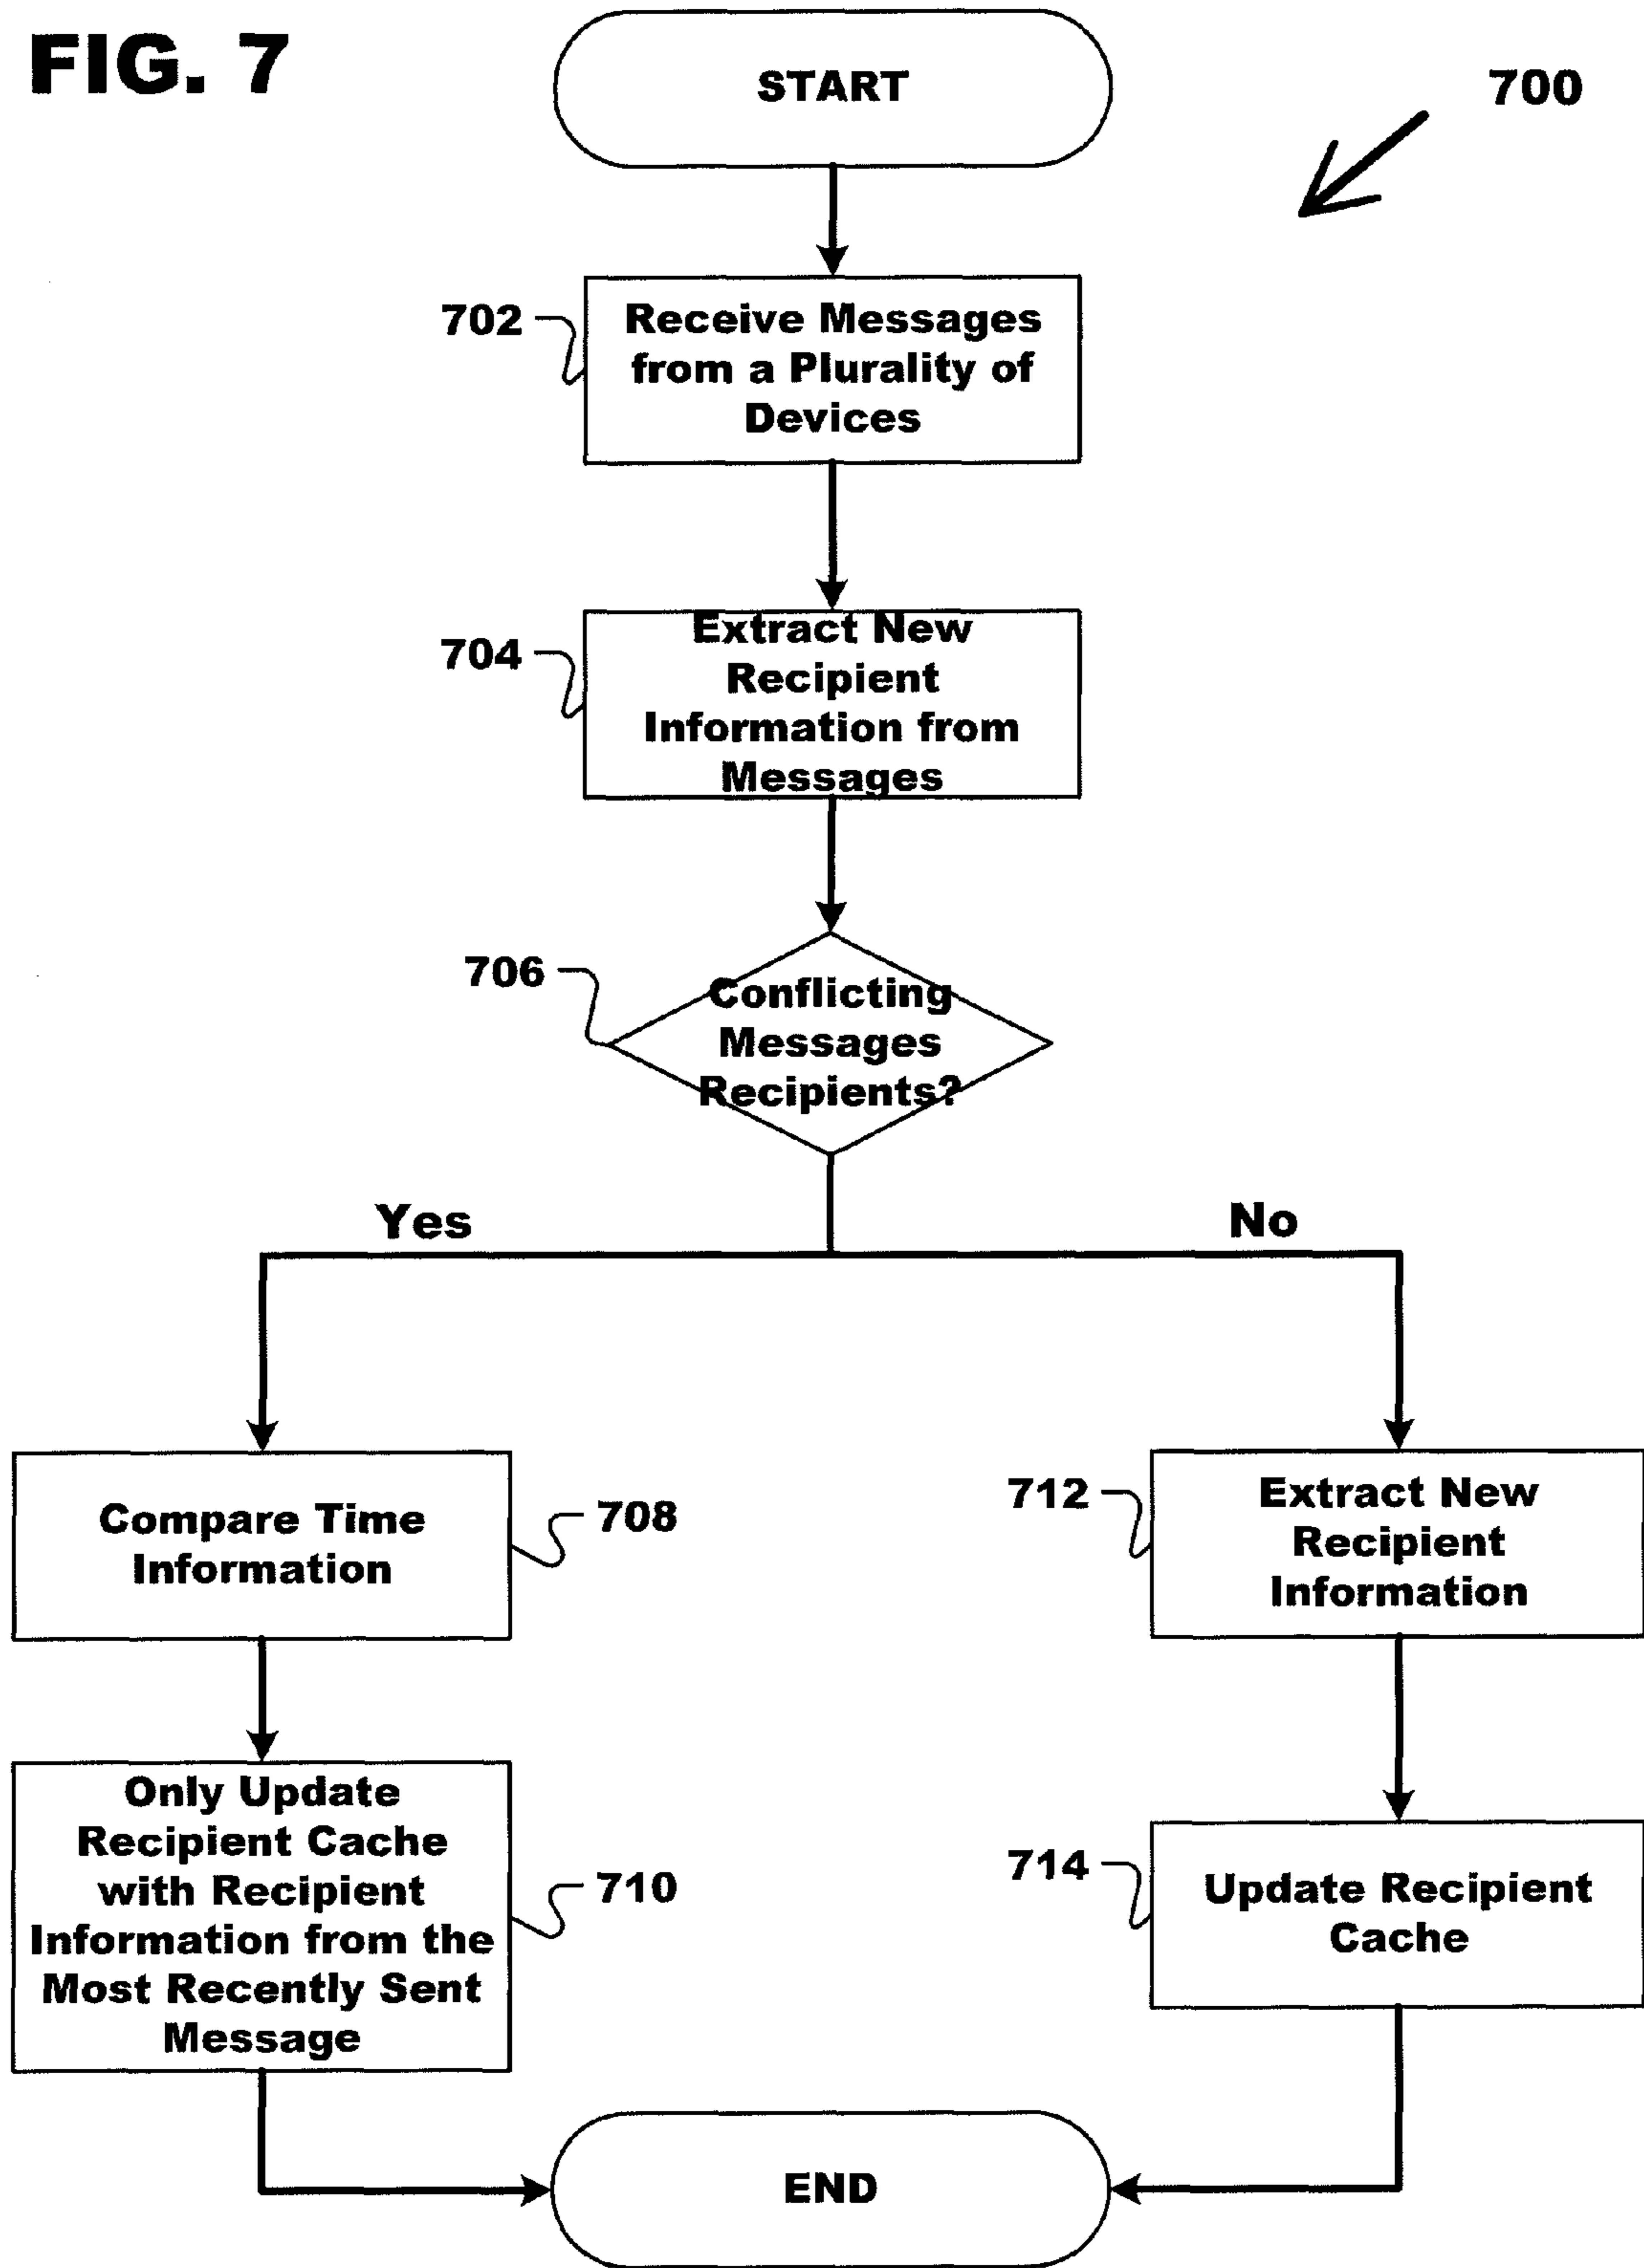 FIG. 7
START
700
702
Receive Messages
from a Plurality of
Devices
704
Extract New
Recipient
Information from
Messages
706
Conflicting
Messages
Recipients?
Yes
No
Compare Time
Information
708
712
Extract New
Recipient
Information
Only Update
Recipient Cache
with Recipient
Information from the
Most Recently Sent
Message
710
714
Update Recipient
Cache
END